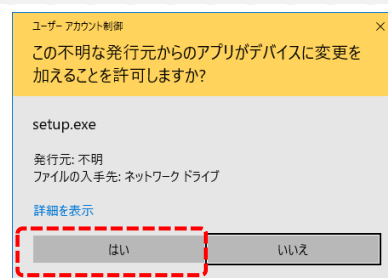 ユーザー アカウント制御
×
この不明な発行元からのアプリがデバイスに変更を
加えることを許可しますか?
setup.exe
発行元: 不明
ファイルの入手先: ネットワーク ドライブ
詳細を表示
はい
いいえ